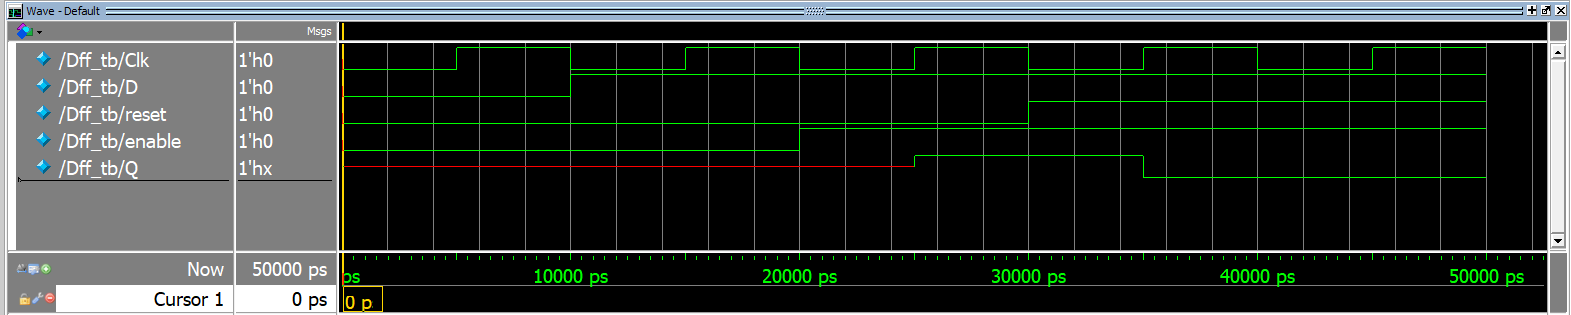 Wave - Default
Msgs
/Dff_tb/Clk 1'h0
/Dff_tb/D 1'h0
/Dff_tb/reset 1'h0
/Dff_tb/enable 1'h0
/Dff_tb/Q 1'hx
Now 50000 ps ps 10000 ps 20000 ps 30000 ps 40000 ps 50000 ps
Cursor 1 0 ps 0 ps